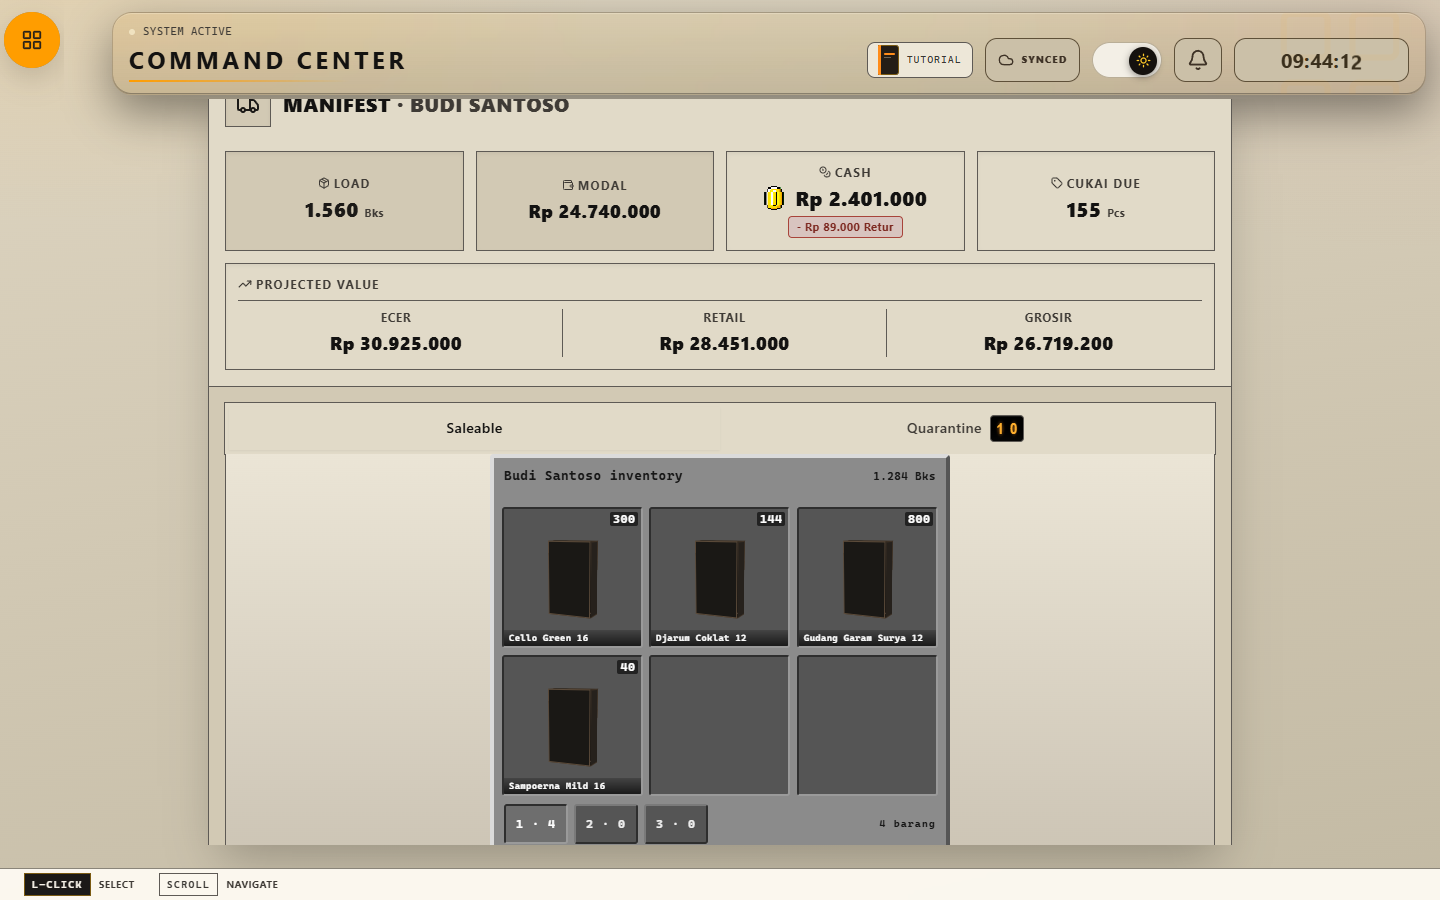 SYSTEM ACTIVE
COMMAND CENTER
TUTORIAL
SYNCED
09:44:12
MANIFEST · BUDI SANTOSO
LOAD
1.560 Bks
MODAL
Rp 24.740.000
CASH
Rp 2.401.000
- Rp 89.000 Retur
CUKAI DUE
155 Pcs
PROJECTED VALUE
ECER
Rp 30.925.000
RETAIL
Rp 28.451.000
GROSIR
Rp 26.719.200
Saleable
Quarantine 10
Budi Santoso inventory
1.284 Bks
300
Cello Green 16
144
Djarum Coklat 12
800
Gudang Garam Surya 12
40
Sampoerna Mild 16
1 · 4
2 · 0
3 · 0
4 barang
L-CLICK SELECT
SCROLL NAVIGATE